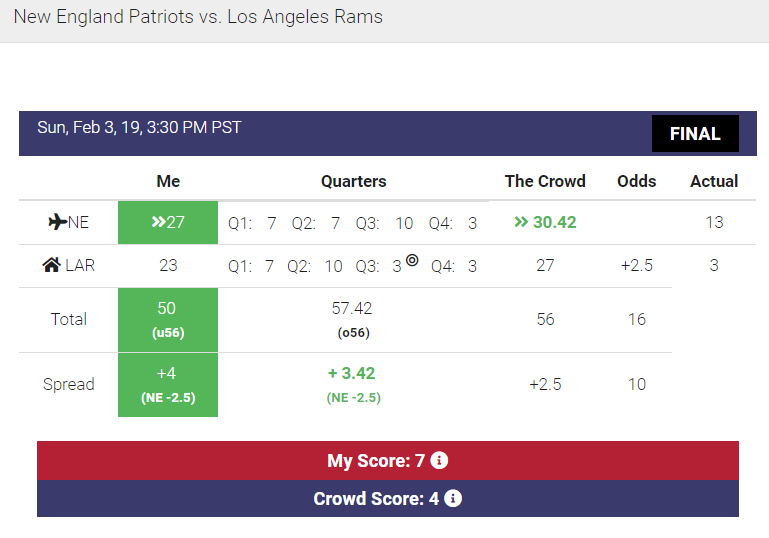 New England Patriots vs. Los Angeles Rams
Sun, Feb 3, 19, 3:30 PM PST FINAL
Me Quarters The Crowd Odds Actual
NE 27 Q1: 7 Q2: 7 Q3: 10 Q4: 3 30.42 13
LAR 23 Q1: 7 Q2: 10 Q3: 3 Q4: 3 27 +2.5 3
Total 50 57.42 56 16
(u56) (o56)
Spread +4 + 3.42 +2.5 10
(NE -2.5) (NE -2.5)
My Score: 7
Crowd Score: 4